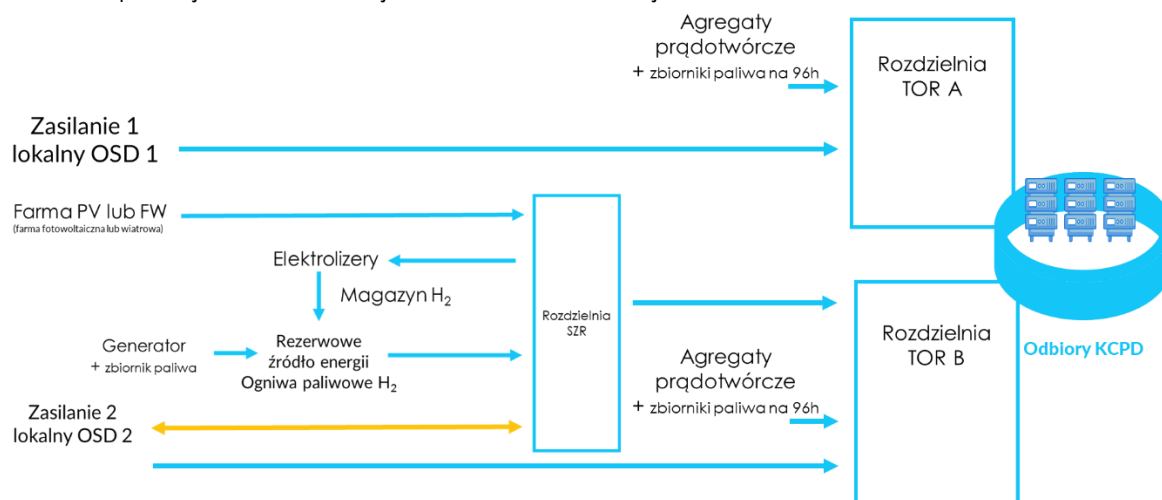 Agregaty
prądotwórcze
+ zbiorniki paliwa na 96h
Rozdzielnia
TOR A
Zasilanie 1
lokalny OSD 1
Farma PV lub FW
(farma fotowoltaiczna lub wiatrowa)
Elektrolizery
Magazyn H₂
Rozdzielnia
SZR
Generator
+ zbiornik paliwa
Rezerwowe
źródło energii
Ogniwa paliwowe H₂
Agregaty
prądotwórcze
+ zbiorniki paliwa na 96h
Rozdzielnia
TOR B
Odbiory KCPD
Zasilanie 2
lokalny OSD 2